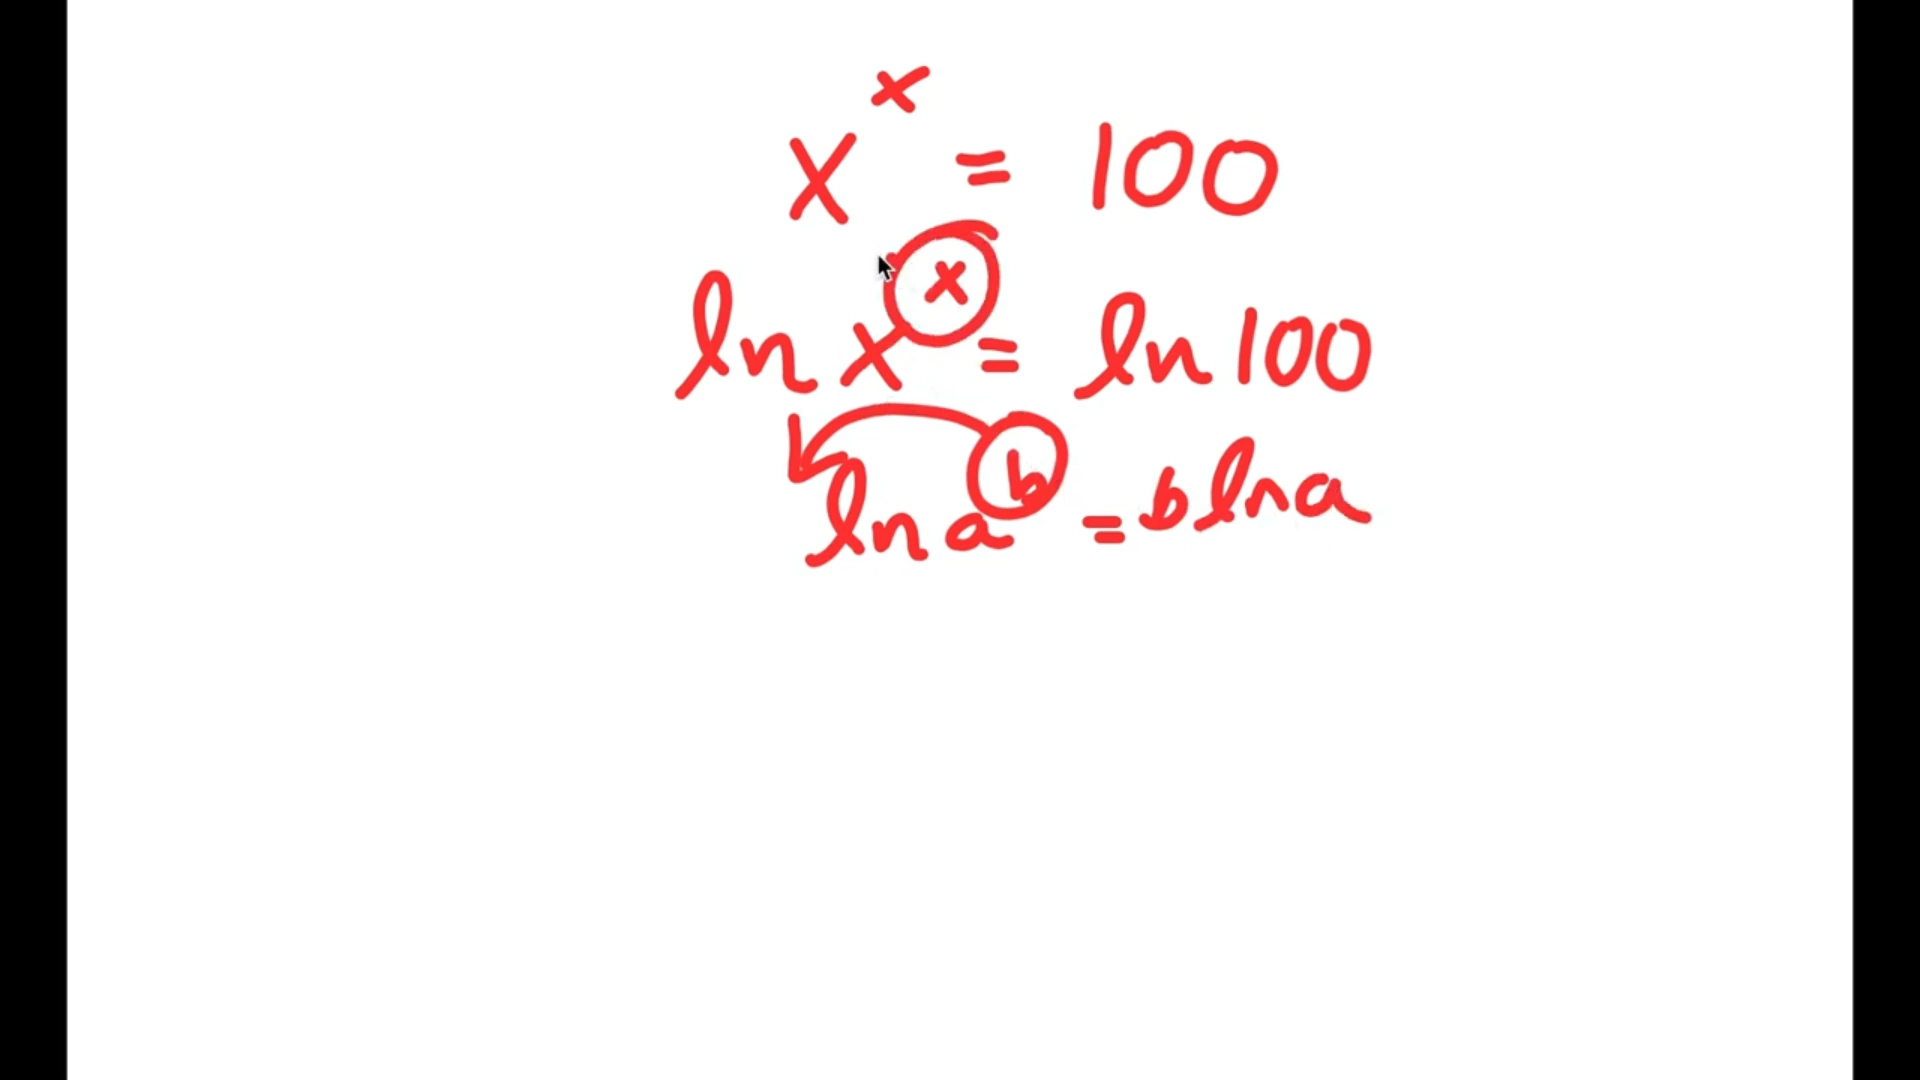 x^x = 100
ln x^x = ln 100
ln a^b = b ln a